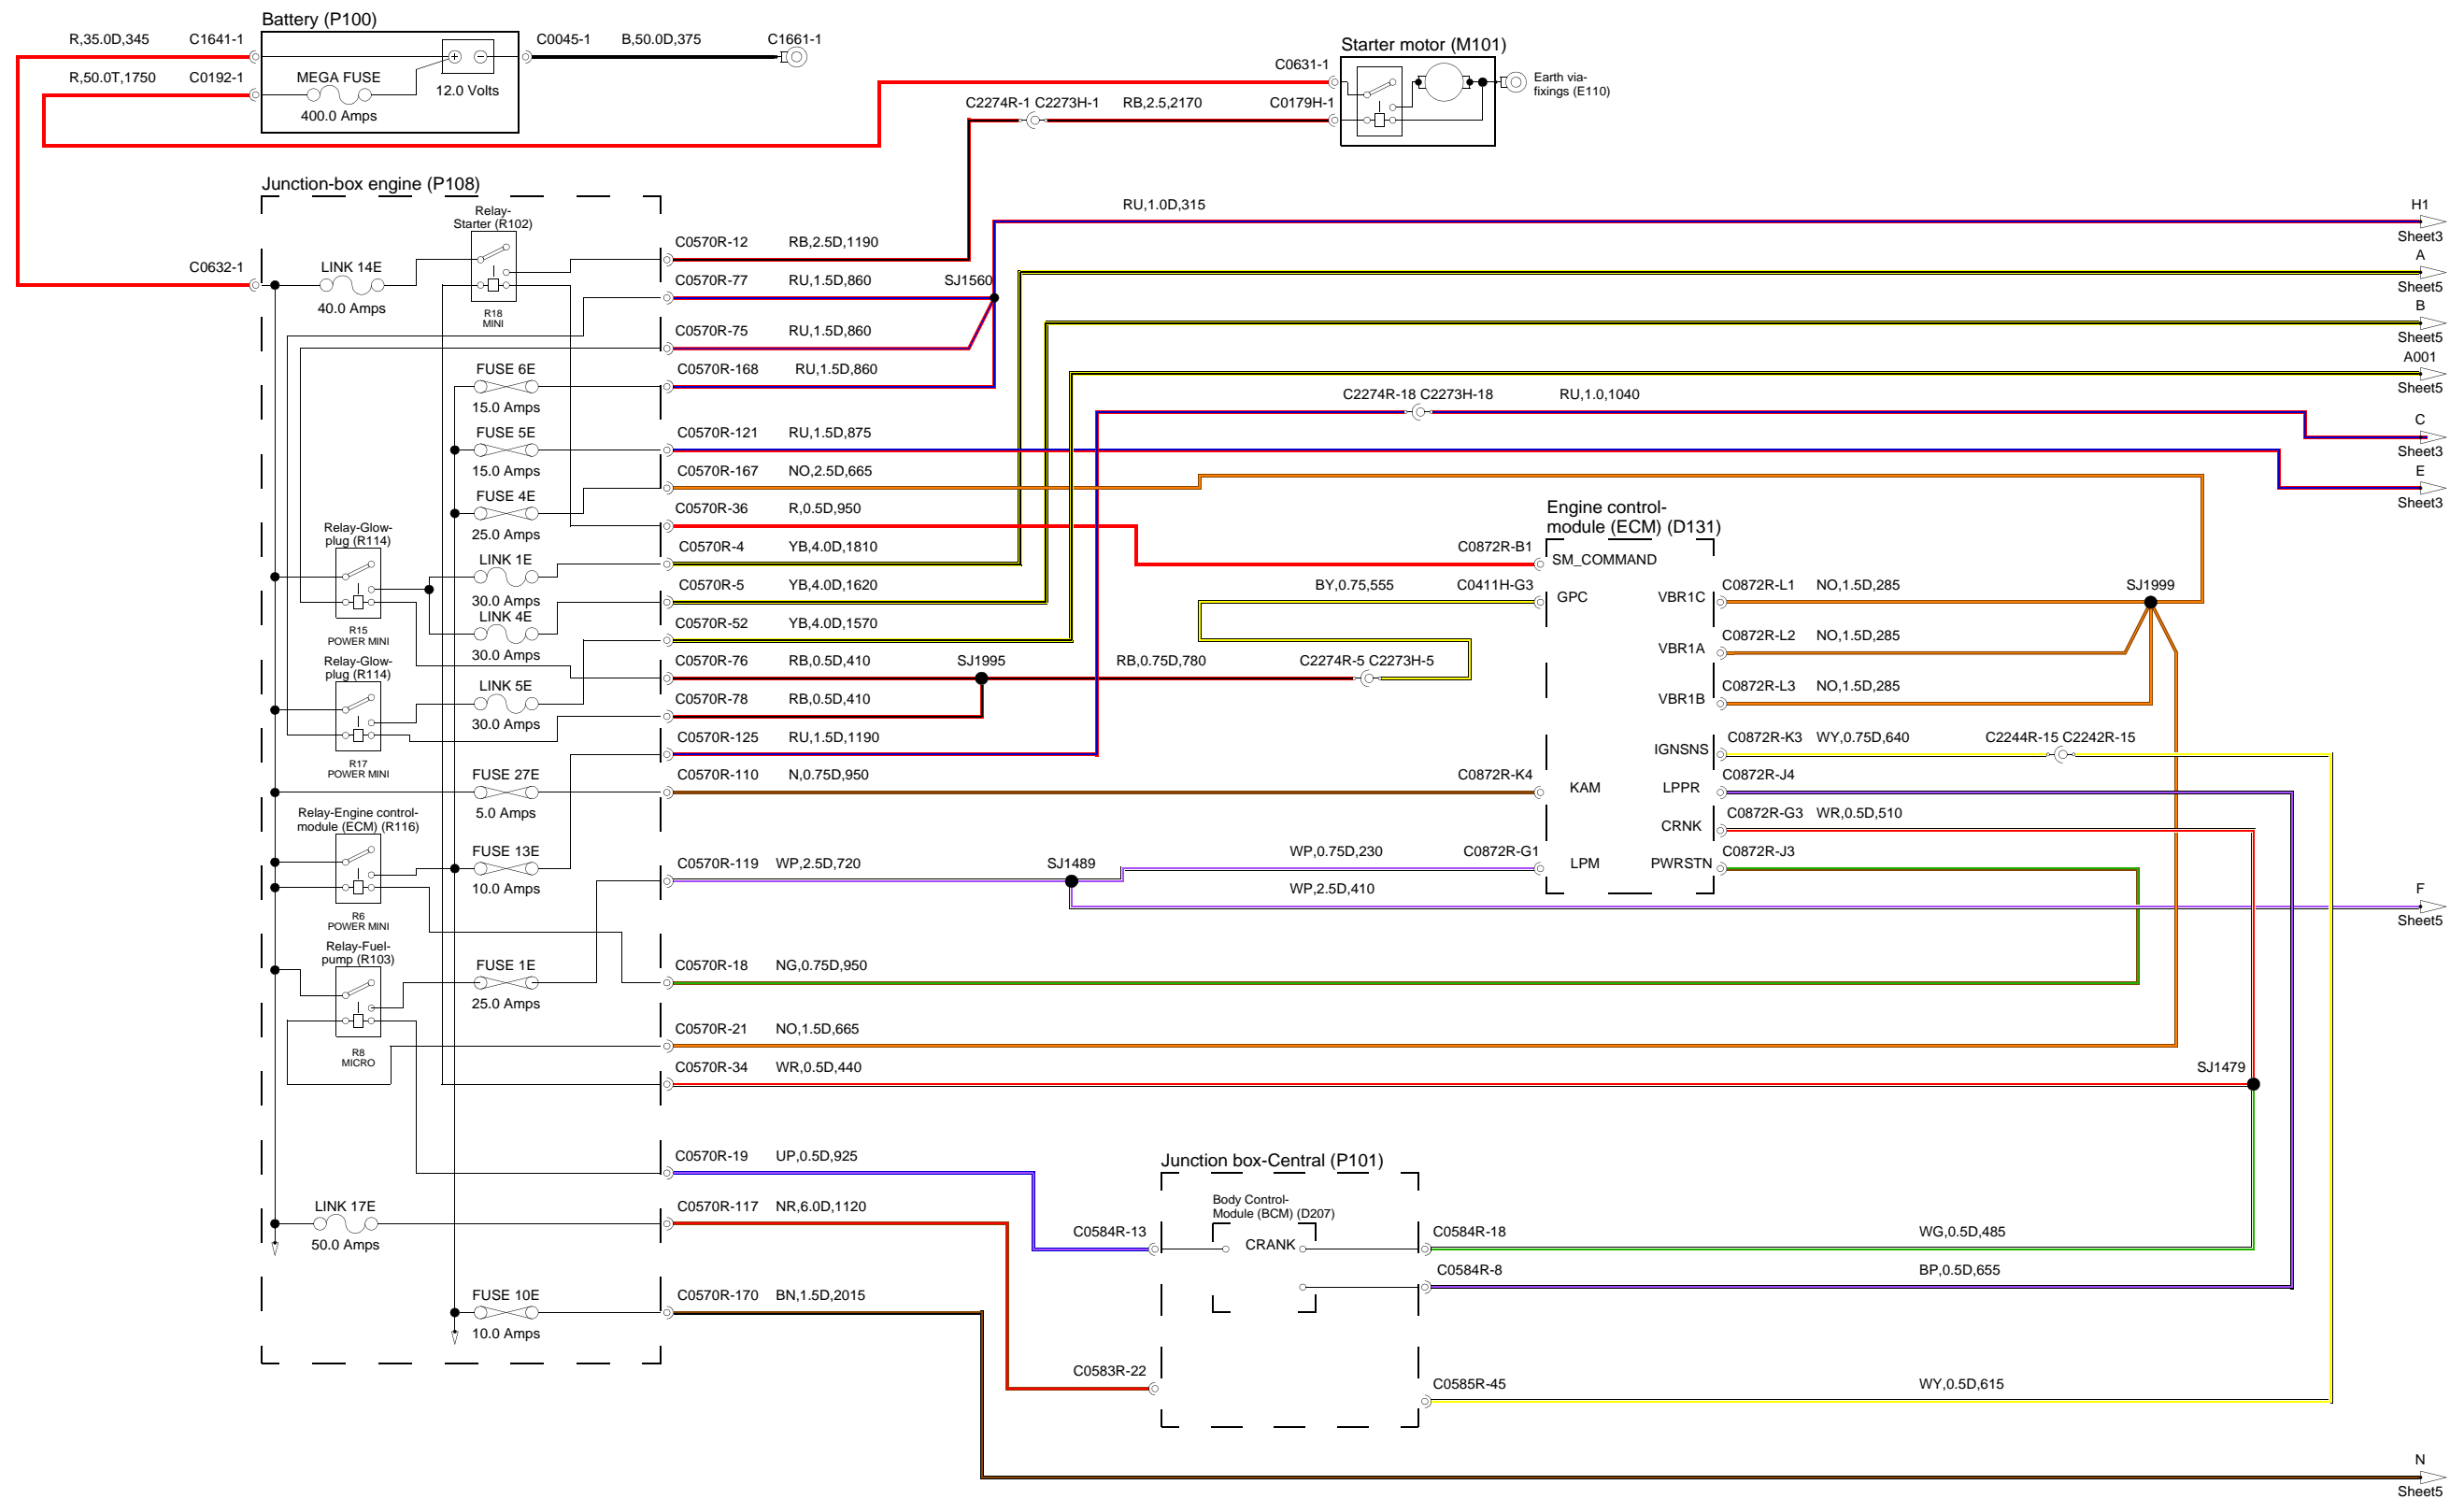 Battery (P100)
R,35.0D,345 C1641-1
R,50.0T,1750 C0192-1
MEGA FUSE
400.0 Amps
12.0 Volts
C0045-1 B,50.0D,375 C1661-1
Starter motor (M101)
C0631-1
C2274R-1 C2273H-1 RB,2.5,2170 C0179H-1
Earth via-
fixings (E110)
Junction-box engine (P108)
Relay-
Starter (R102)
R18
MINI
C0632-1
LINK 14E
40.0 Amps
RU,1.0D,315
H1
Sheet3
A
Sheet5
B
Sheet5
A001
Sheet5
C
Sheet3
E
Sheet3
C0570R-12 RB,2.5D,1190
C0570R-77 RU,1.5D,860 SJ1560
C0570R-75 RU,1.5D,860
FUSE 6E
15.0 Amps
C0570R-168 RU,1.5D,860
C2274R-18 C2273H-18 RU,1.0,1040
FUSE 5E
15.0 Amps
C0570R-121 RU,1.5D,875
C0570R-167 NO,2.5D,665
FUSE 4E
25.0 Amps
C0570R-36 R,0.5D,950
Relay-Glow-
plug (R114)
R15
POWER MINI
LINK 1E
30.0 Amps
C0570R-4 YB,4.0D,1810
C0570R-5 YB,4.0D,1620
LINK 4E
30.0 Amps
C0570R-52 YB,4.0D,1570
C0570R-76 RB,0.5D,410 SJ1995 RB,0.75D,780 C2274R-5 C2273H-5
Relay-Glow-
plug (R114)
R17
POWER MINI
LINK 5E
30.0 Amps
C0570R-78 RB,0.5D,410
C0570R-125 RU,1.5D,1190
FUSE 27E
5.0 Amps
C0570R-110 N,0.75D,950 C0872R-K4
Engine control-
module (ECM) (D131)
C0872R-B1
SM_COMMAND
BY,0.75,555 C0411H-G3
GPC
VBR1C
C0872R-L1 NO,1.5D,285 SJ1999
VBR1A
C0872R-L2 NO,1.5D,285
VBR1B
C0872R-L3 NO,1.5D,285
IGNSNS
C0872R-K3 WY,0.75D,640 C2244R-15 C2242R-15
KAM
LPPR
C0872R-J4
CRNK
C0872R-G3 WR,0.5D,510
LPM
PWRSTN
C0872R-J3
Relay-Engine control-
module (ECM) (R116)
R6
POWER MINI
FUSE 13E
10.0 Amps
C0570R-119 WP,2.5D,720 SJ1489
WP,0.75D,230 C0872R-G1
WP,2.5D,410
F
Sheet5
Relay-Fuel-
pump (R103)
R8
MICRO
FUSE 1E
25.0 Amps
C0570R-18 NG,0.75D,950
C0570R-21 NO,1.5D,665
C0570R-34 WR,0.5D,440 SJ1479
C0570R-19 UP,0.5D,925
LINK 17E
50.0 Amps
C0570R-117 NR,6.0D,1120
Junction box-Central (P101)
Body Control-
Module (BCM) (D207)
C0584R-13
CRANK
C0584R-18 WG,0.5D,485
C0584R-8 BP,0.5D,655
FUSE 10E
10.0 Amps
C0570R-170 BN,1.5D,2015
C0583R-22
C0585R-45 WY,0.5D,615
N
Sheet5